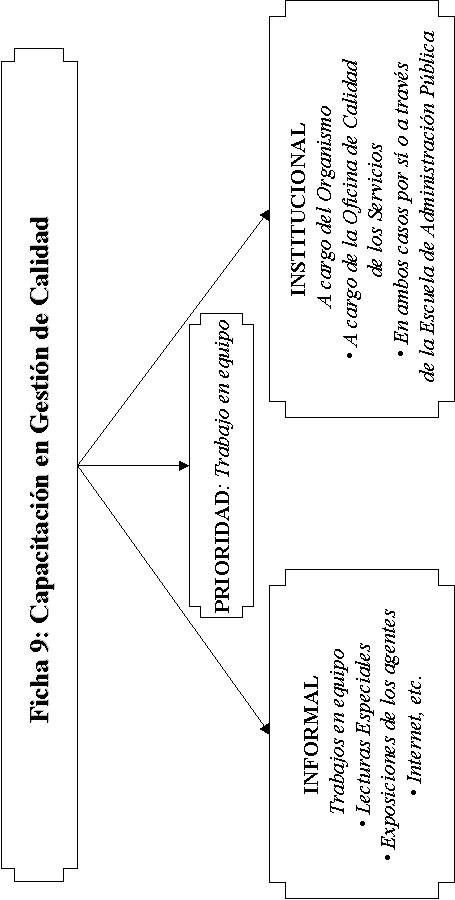 Ficha 9: Capacitación en Gestión de Calidad
PRIORIDAD: Trabajo en equipo
INFORMAL
Trabajos en equipo
• Lecturas Especiales
• Exposiciones de los agentes
• Internet, etc.
INSTITUCIONAL
A cargo del Organismo
• A cargo de la Oficina de Calidad
de los Servicios
• En ambos casos por sí o a través
de la Escuela de Administración Pública